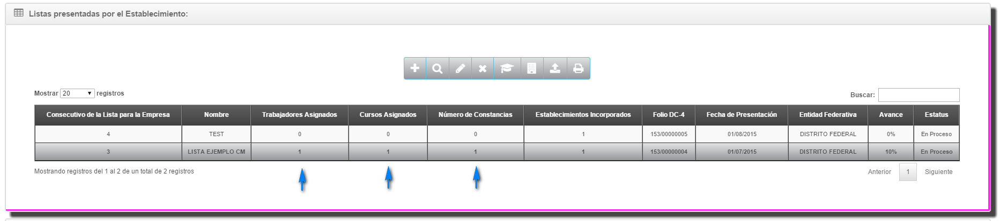 Listas presentadas por el Establecimiento:
Mostrar 20 registros
Buscar:
Consecutivo de la Lista para la Empresa Nombre Trabajadores Asignados Cursos Asignados Número de Constancias Establecimientos Incorporados Folio DC-4 Fecha de Presentación Entidad Federativa Avance Estatus
4 TEST 0 0 0 1 153/00000005 01/08/2015 DISTRITO FEDERAL 0% En Proceso
3 LISTA EJEMPLO CM 1 1 1 1 153/00000004 01/07/2015 DISTRITO FEDERAL 10% En Proceso
Mostrando registros del 1 al 2 de un total de 2 registros
Anterior 1 Siguiente